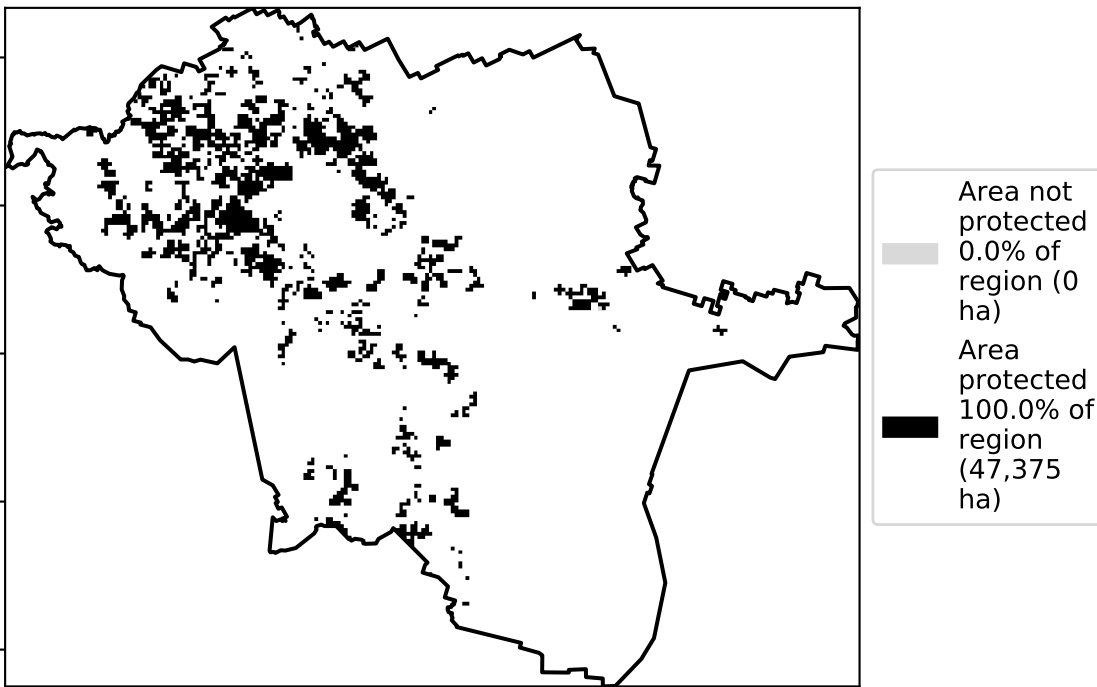 Area not
protected
0.0% of
region (0
ha)
Area
protected
100.0% of
region
(47,375
ha)